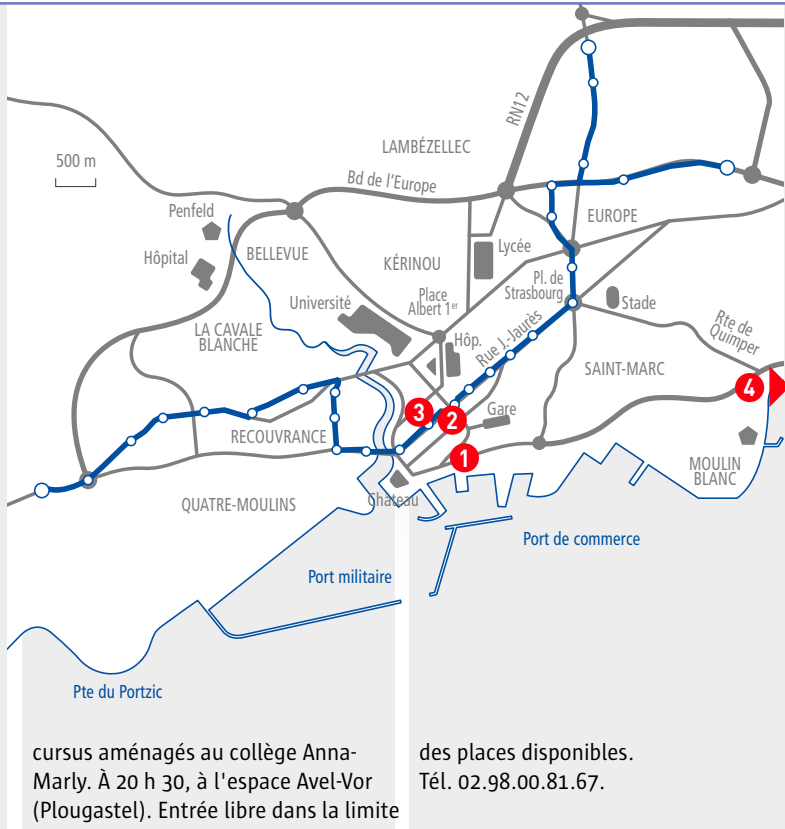 RN12
LAMBÉZELLEC
500 m
Bd de l'Europe
Penfeld
EUROPE
BELLEVUE
Lycée
Hôpital
KÉRINOU
Pl. de
Strasbourg
Université
Place
Albert 1er
Stade
Rte de
Quimper
LA CAVALE
BLANCHE
Hôp.
Rue J.-Jaurès
SAINT-MARC
4
3
2
Gare
RECOUVRANCE
1
MOULIN
BLANC
QUATRE-MOULINS
Château
Port de commerce
Port militaire
Pte du Portzic
cursus aménagés au collège Anna-
Marly. À 20 h 30, à l'espace Avel-Vor
(Plougastel). Entrée libre dans la limite
des places disponibles.
Tél. 02.98.00.81.67.